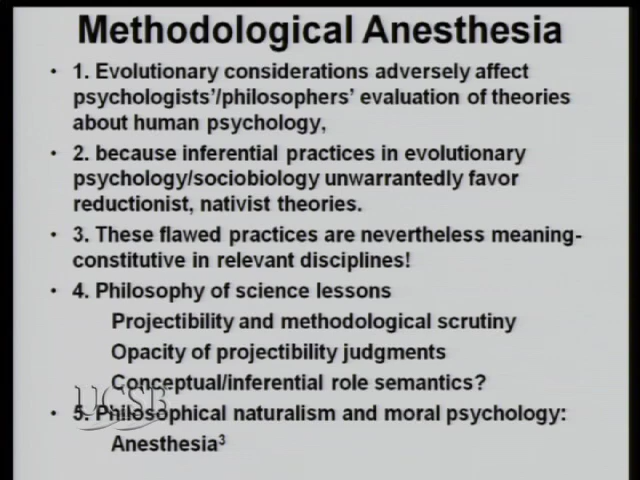 Methodological Anesthesia
• 1. Evolutionary considerations adversely affect
psychologists'/philosophers' evaluation of theories
about human psychology,
• 2. because inferential practices in evolutionary
psychology/sociobiology unwarrantedly favor
reductionist, nativist theories.
• 3. These flawed practices are nevertheless meaning-
constitutive in relevant disciplines!
• 4. Philosophy of science lessons
Projectibility and methodological scrutiny
Opacity of projectibility judgments
Conceptual/inferential role semantics?
UCSB
• 5. Philosophical naturalism and moral psychology:
Anesthesia³